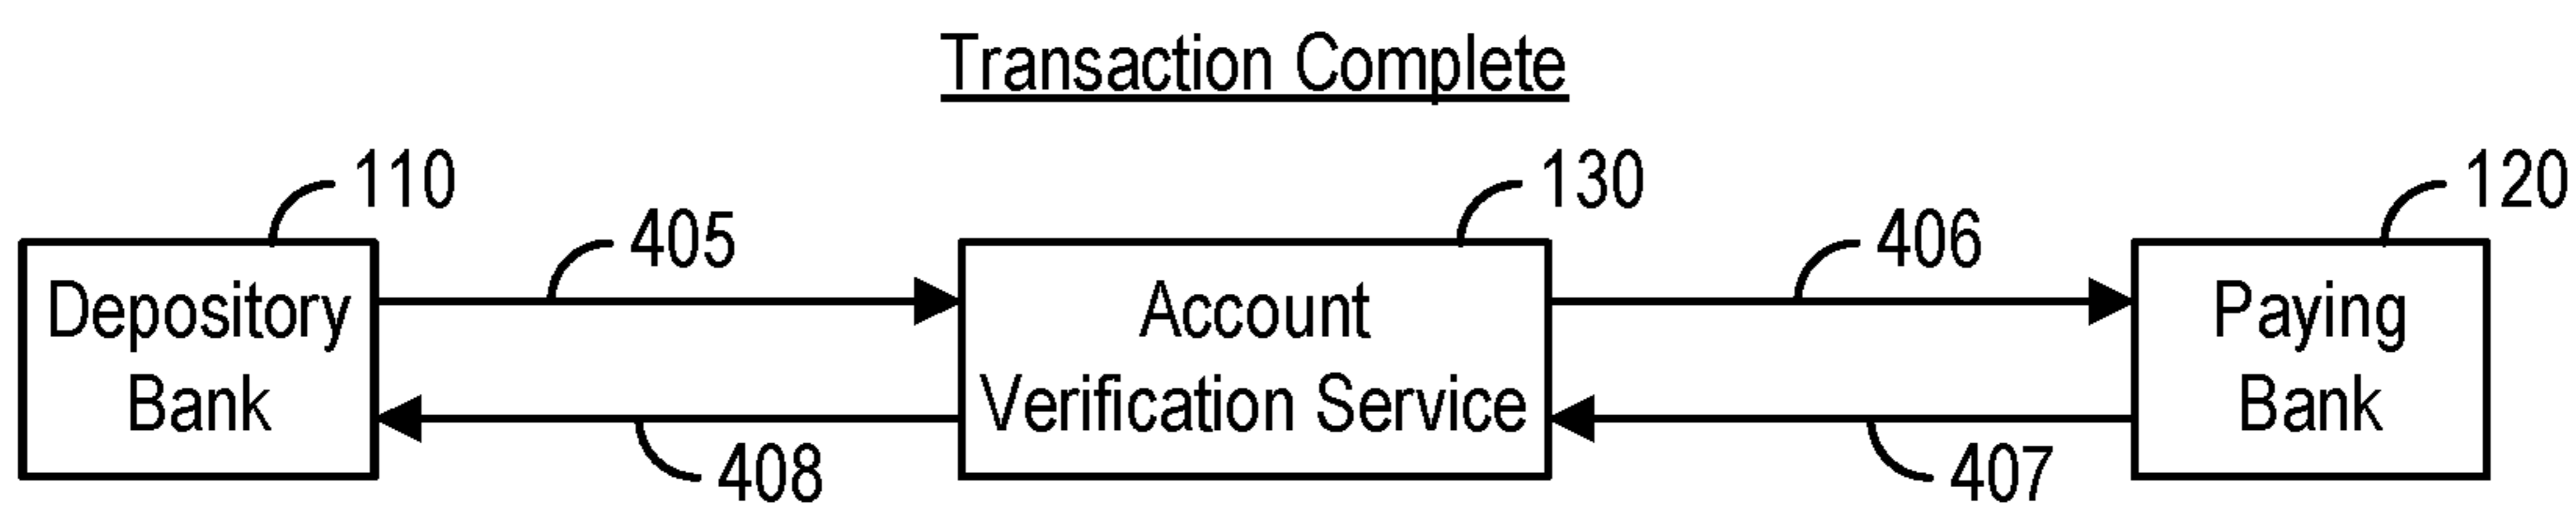 Transaction Complete
110
130
120
405
406
Depository
Bank
Account
Verification Service
Paying
Bank
408
407